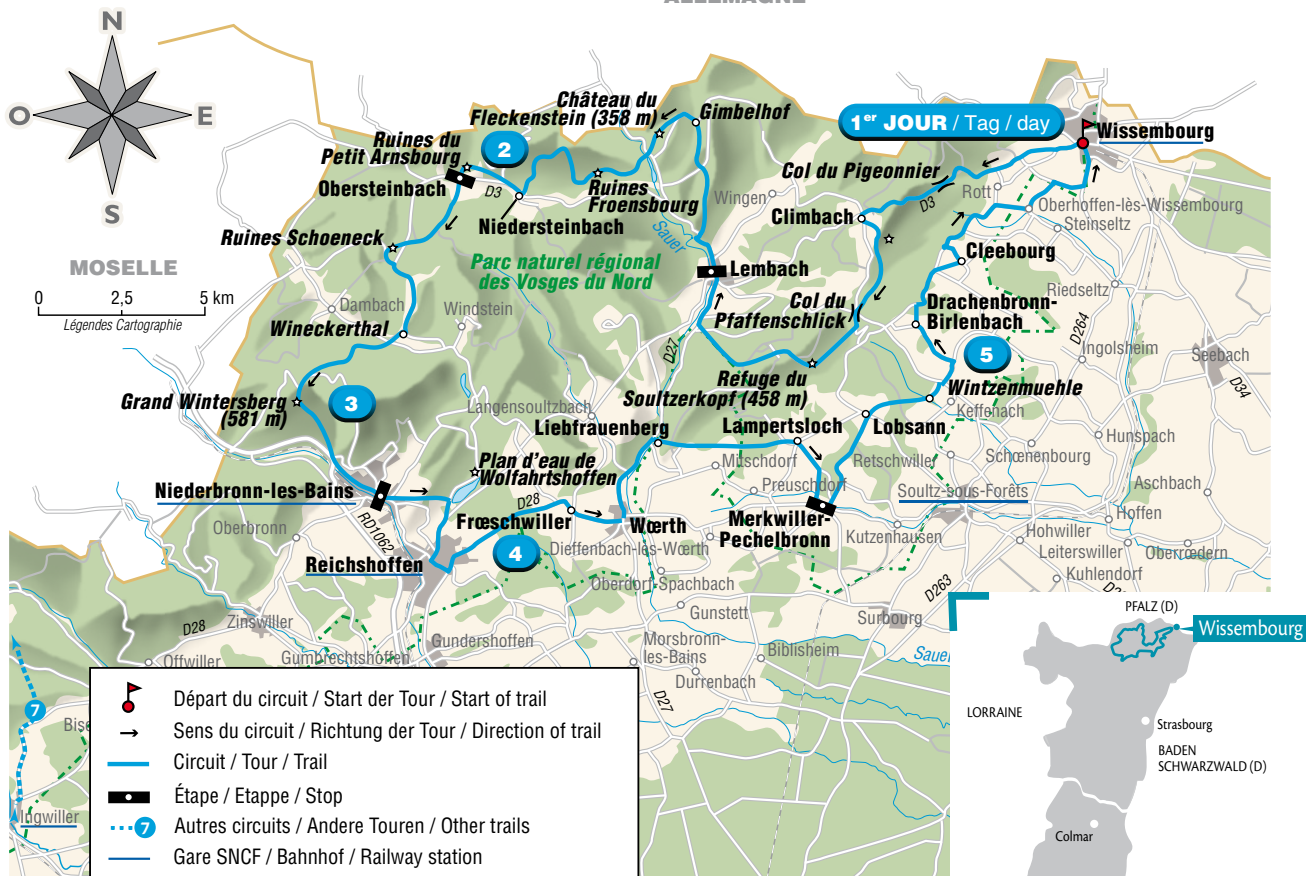 ALLEMAGNE
N
O
E
S
MOSELLE
0 2,5 5 km
Légendes Cartographie
1er JOUR / Tag / day
Wissembourg
Château du
Fleckenstein (358 m)
Gimbelhof
Ruines du
Petit Arnsbourg
2
Obersteinbach
D3
Niedersteinbach
Ruines
Froensbourg
Wingen
Col du Pigeonnier
Rott
D3
Climbach
Oberhoffen-lès-Wissembourg
Steinseltz
Cleebourg
Ruines Schoeneck
Sauer
Parc naturel régional
des Vosges du Nord
Lembach
Col du
Pfaffenschlick
Drachenbronn-
Birlenbach
Riedseltz
D264
Dambach
Windstein
Wineckerthal
D27
5
Ingolsheim
Seebach
D34
Refuge du
Soultzerkopf (458 m)
Wintzenmuehle
Keffenach
Grand Wintersberg
(581 m)
3
Langensoultzbach
Liebfrauenberg
Lampertsloch
Lobsann
Hunspach
Schœnenbourg
Mitschdorf
Retschwiller
Plan d'eau de
Wolfahrtshoffen
Preuschdorf
Soultz-sous-Forêts
Aschbach
Niederbronn-les-Bains
D28
Frœschwiller
Wœrth
Merkwiller-
Pechelbronn
Hoffen
Oberbronn
RD1062
Kutzenhausen
Hohwiller
Leiterswiller
Oberrœdern
Reichshoffen
4
Dieffenbach-lès-Wœrth
Kuhlendorf
Oberdorf-Spachbach
D263
Gunstett
Surbourg
Zinswiller
D28
Gundershoffen
Morsbronn-
les-Bains
Biblisheim
Offwiller
Gumbrechtshoffen
Durrenbach
D27
7
Ingwiller
Départ du circuit / Start der Tour / Start of trail
Sens du circuit / Richtung der Tour / Direction of trail
Circuit / Tour / Trail
Étape / Etappe / Stop
7 Autres circuits / Andere Touren / Other trails
Gare SNCF / Bahnhof / Railway station
PFALZ (D)
Wissembourg
LORRAINE
Strasbourg
BADEN
SCHWARZWALD (D)
Colmar